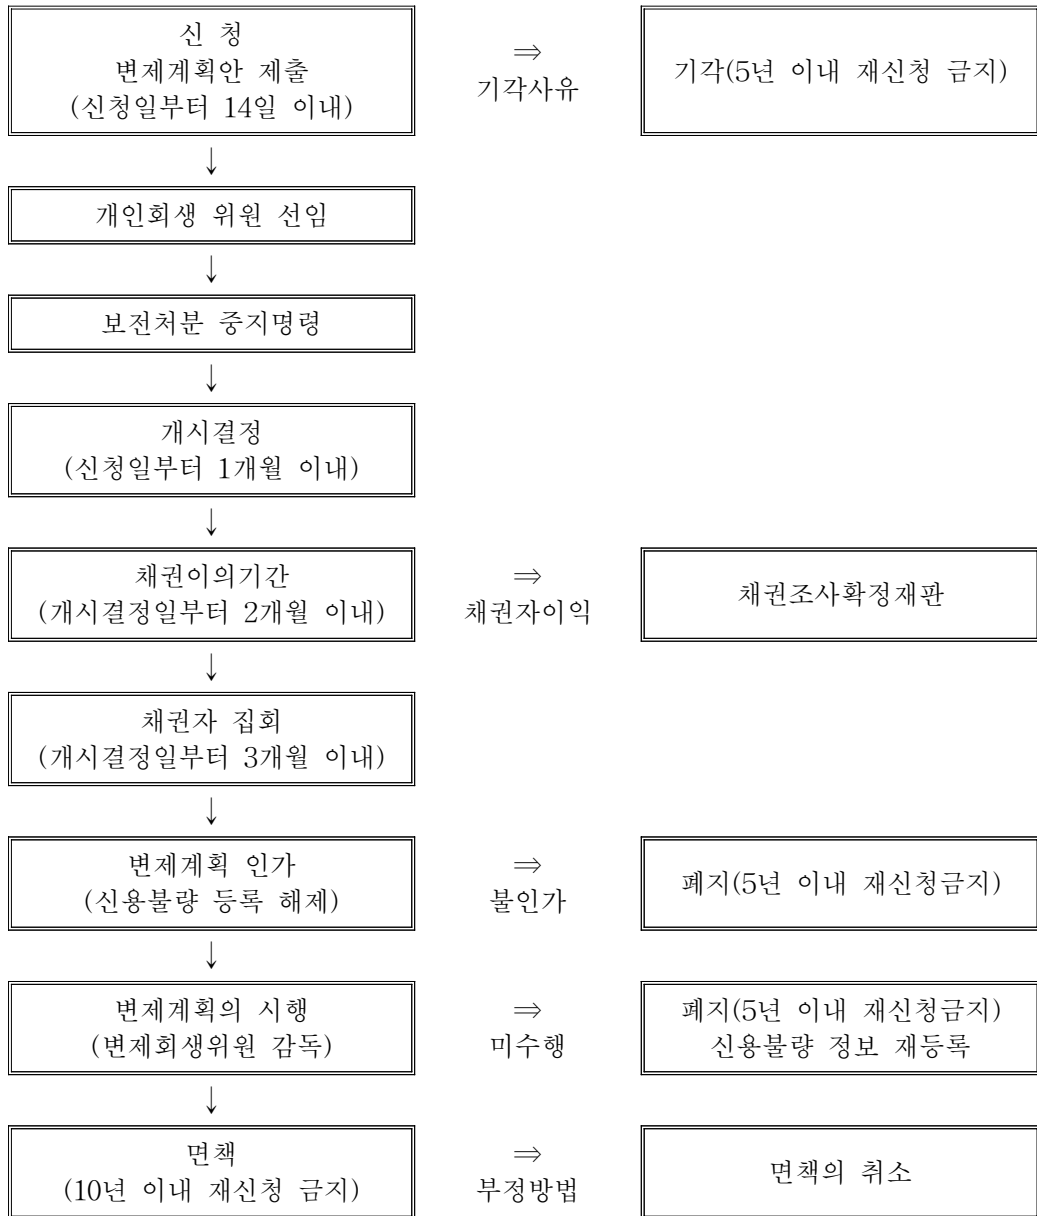 신 청
변제계획안 제출
(신청일부터 14일 이내)
⇒
기각사유
기각(5년 이내 재신청 금지)
↓
개인회생 위원 선임
↓
보전처분 중지명령
↓
개시결정
(신청일부터 1개월 이내)
↓
채권이의기간
(개시결정일부터 2개월 이내)
⇒
채권자이익
채권조사확정재판
↓
채권자 집회
(개시결정일부터 3개월 이내)
↓
변제계획 인가
(신용불량 등록 해제)
⇒
불인가
폐지(5년 이내 재신청금지)
↓
변제계획의 시행
(변제회생위원 감독)
⇒
미수행
폐지(5년 이내 재신청금지)
신용불량 정보 재등록
↓
면책
(10년 이내 재신청 금지)
⇒
부정방법
면책의 취소